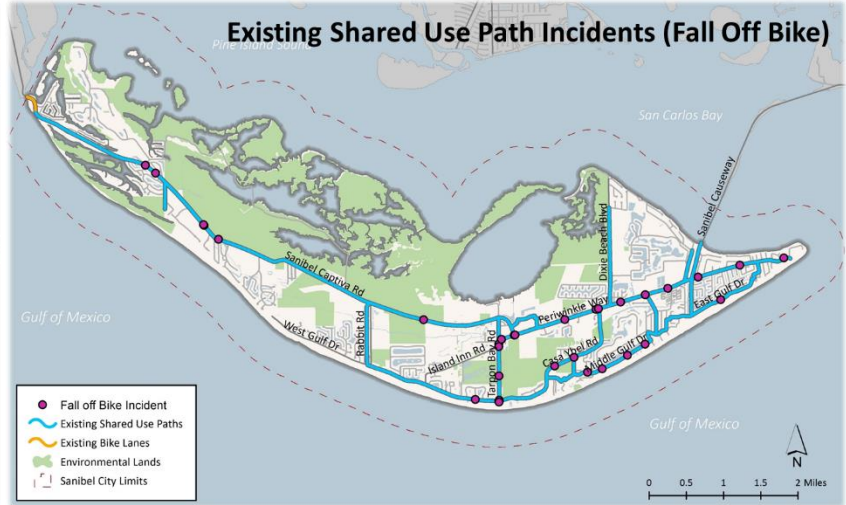 Existing Shared Use Path Incidents (Fall Off Bike)
Pine Island Sound
San Carlos Bay
Sanibel Causeway
Dixie Beach Blvd
Sanibel Captiva Rd
Periwinkle Way
East Gulf Dr
Gulf of Mexico
West Gulf Dr
Rabbit Rd
Island Inn Rd
Tarpon Bay Rd
Casa Ybel Rd
Middle Gulf Dr
Gulf of Mexico
Fall off Bike Incident
Existing Shared Use Paths
Existing Bike Lanes
Environmental Lands
Sanibel City Limits
N
0 0.5 1 1.5 2 Miles